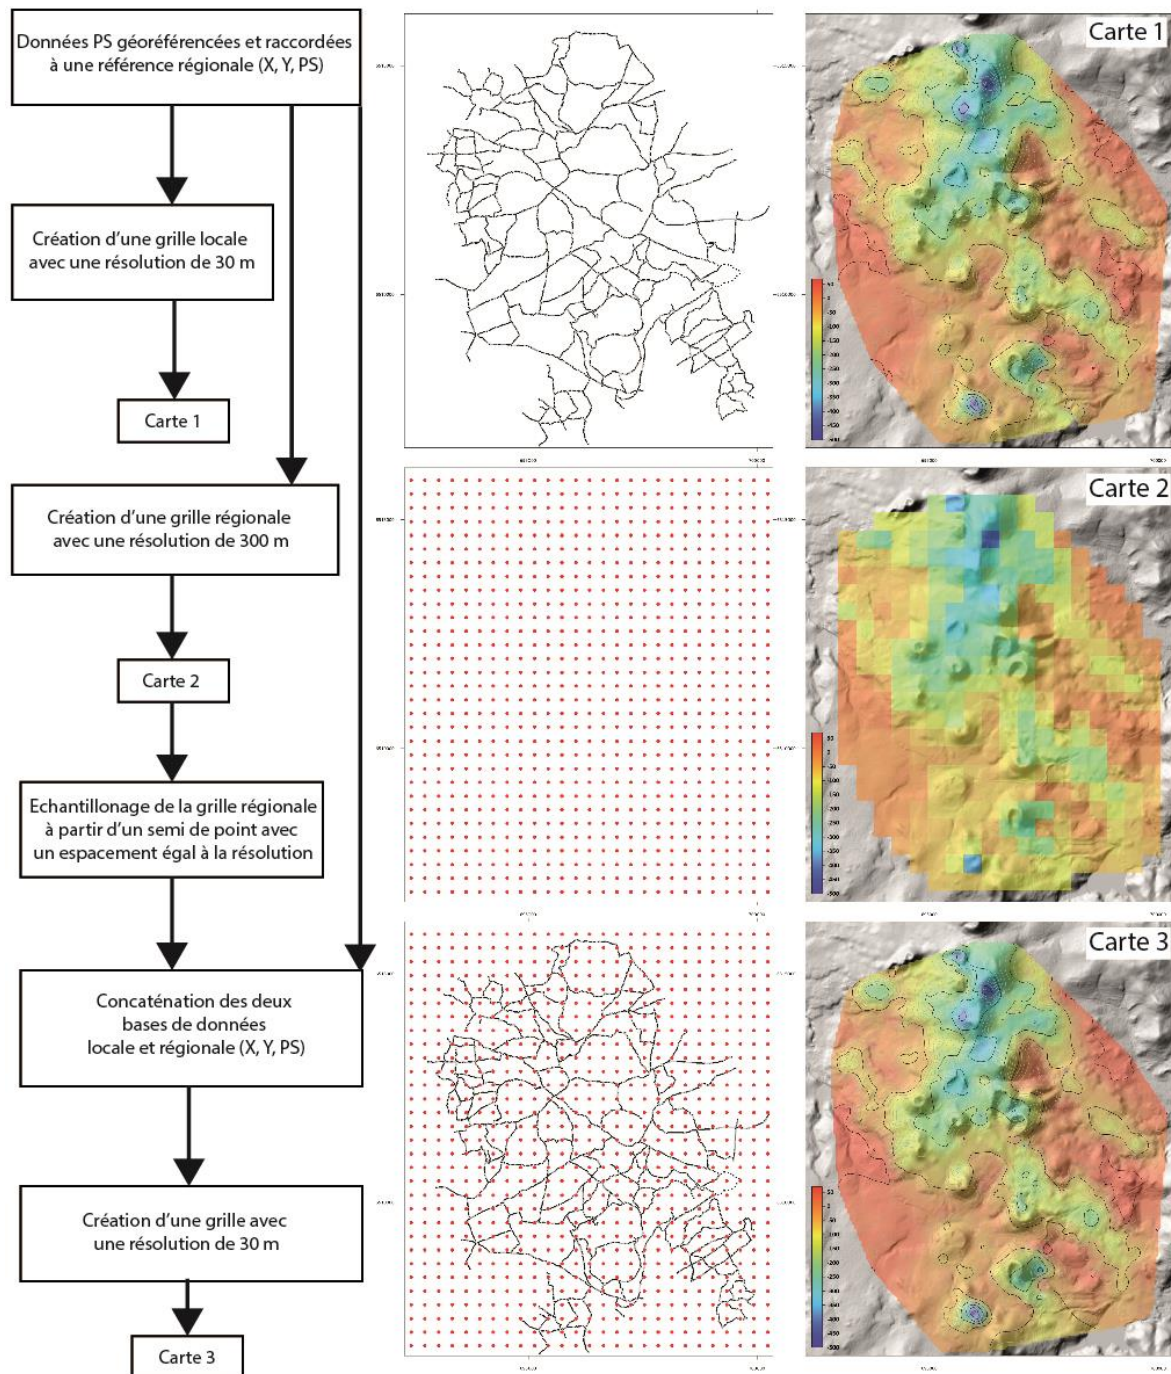 Données PS géoréférencées et raccordées
à une référence régionale (X, Y, PS)
Création d'une grille locale
avec une résolution de 30 m
Carte 1
Création d'une grille régionale
avec une résolution de 300 m
Carte 2
Echantillonage de la grille régionale
à partir d'un semi de point avec
un espacement égal à la résolution
Concaténation des deux
bases de données
locale et régionale (X, Y, PS)
Création d'une grille avec
une résolution de 30 m
Carte 3
Carte 1
Carte 2
Carte 3